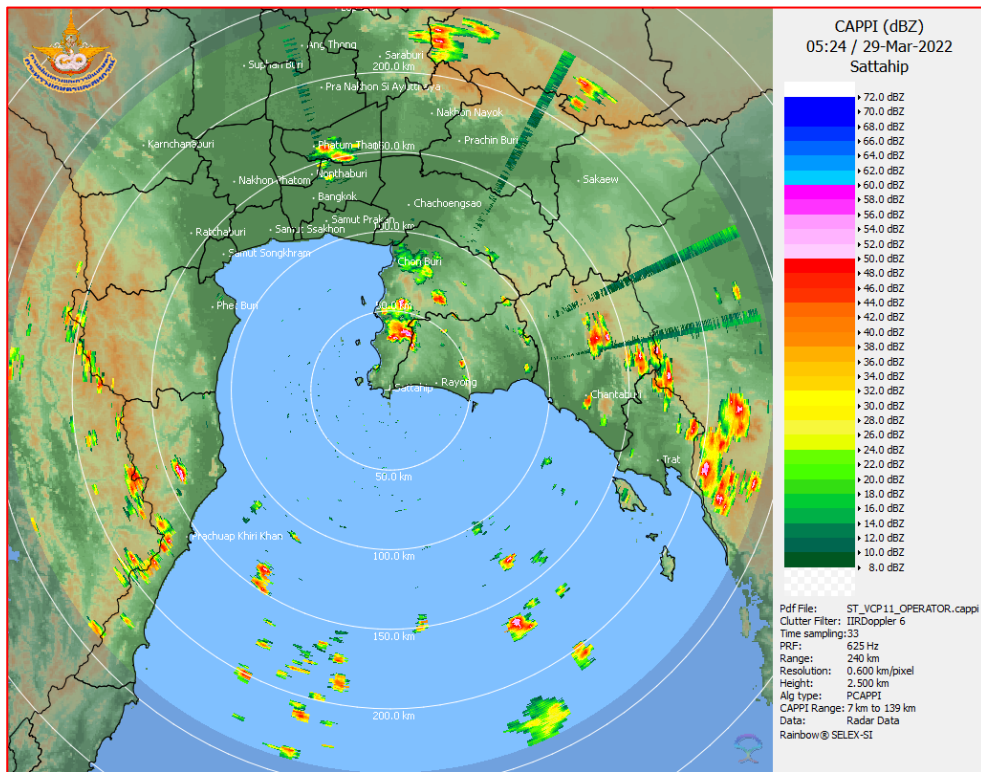 CAPPI (dBZ)
05:24 / 29-Mar-2022
Sattahip
72.0 dBZ
70.0 dBZ
68.0 dBZ
66.0 dBZ
64.0 dBZ
62.0 dBZ
60.0 dBZ
58.0 dBZ
56.0 dBZ
54.0 dBZ
52.0 dBZ
50.0 dBZ
48.0 dBZ
46.0 dBZ
44.0 dBZ
42.0 dBZ
40.0 dBZ
38.0 dBZ
36.0 dBZ
34.0 dBZ
32.0 dBZ
30.0 dBZ
28.0 dBZ
26.0 dBZ
24.0 dBZ
22.0 dBZ
20.0 dBZ
18.0 dBZ
16.0 dBZ
14.0 dBZ
12.0 dBZ
10.0 dBZ
8.0 dBZ
Pdf File: ST_VCP11_OPERATOR.cappi
Clutter Filter: IIRDoppler 6
Time sampling:33
PRF: 625 Hz
Range: 240 km
Resolution: 0.600 km/pixel
Height: 2.500 km
Alg type: PCAPPI
CAPPI Range: 7 km to 139 km
Data: Radar Data
Rainbow® SELEX-SI
Ang Thong
Saraburi
Suphan Buri
200.0 km
Pra Nakhon Si Ayutthaya
Nakhon Nayok
Karnchanaburi
Prachin Buri
Phatum Thani
150.0 km
Nonthaburi
Nakhon Phatom
Sakaew
Bangkok
Chachoengsao
Samut Prakan
Ratchaburi
Samut Ssakhon
100.0 km
Samut Songkhram
Chon Buri
Phet Buri
50.0 km
Sattahip
Rayong
Chantaburi
Trat
50.0 km
Prachuap Khiri Khan
100.0 km
150.0 km
200.0 km